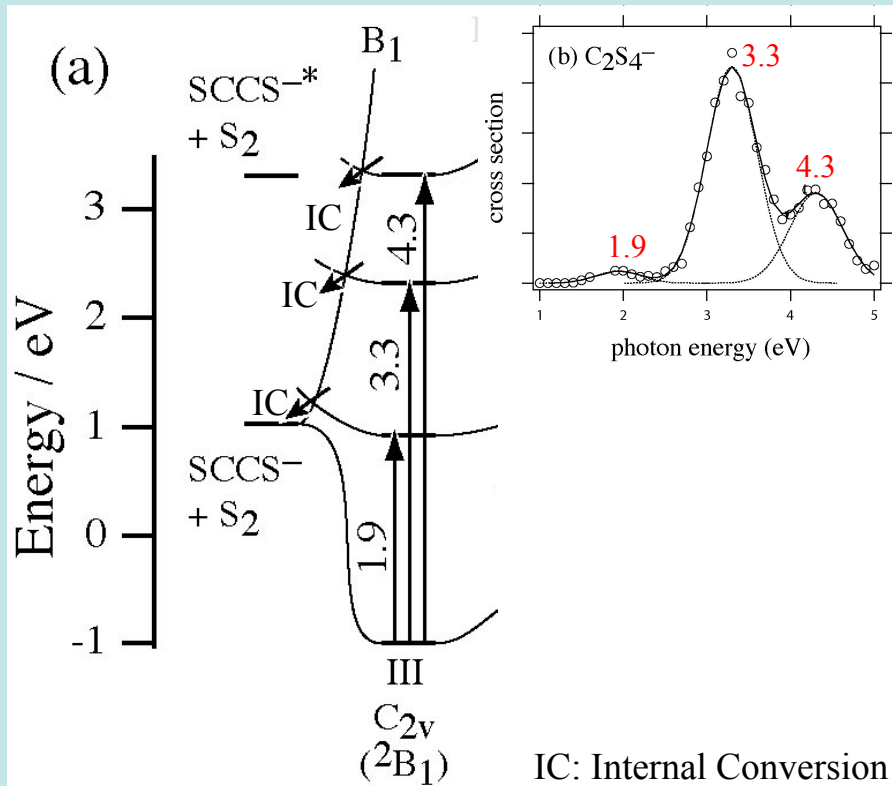 (a)
B₁
SCCS⁻*
+ S₂
IC
IC
IC
4.3
3.3
1.9
SCCS⁻
+ S₂
Energy / eV
3
2
1
0
-1
III
C₂ᵥ
(²B₁)
]
(b) C₂S₄⁻
3.3
4.3
1.9
cross section
1
2
3
4
5
photon energy (eV)
IC: Internal Conversion